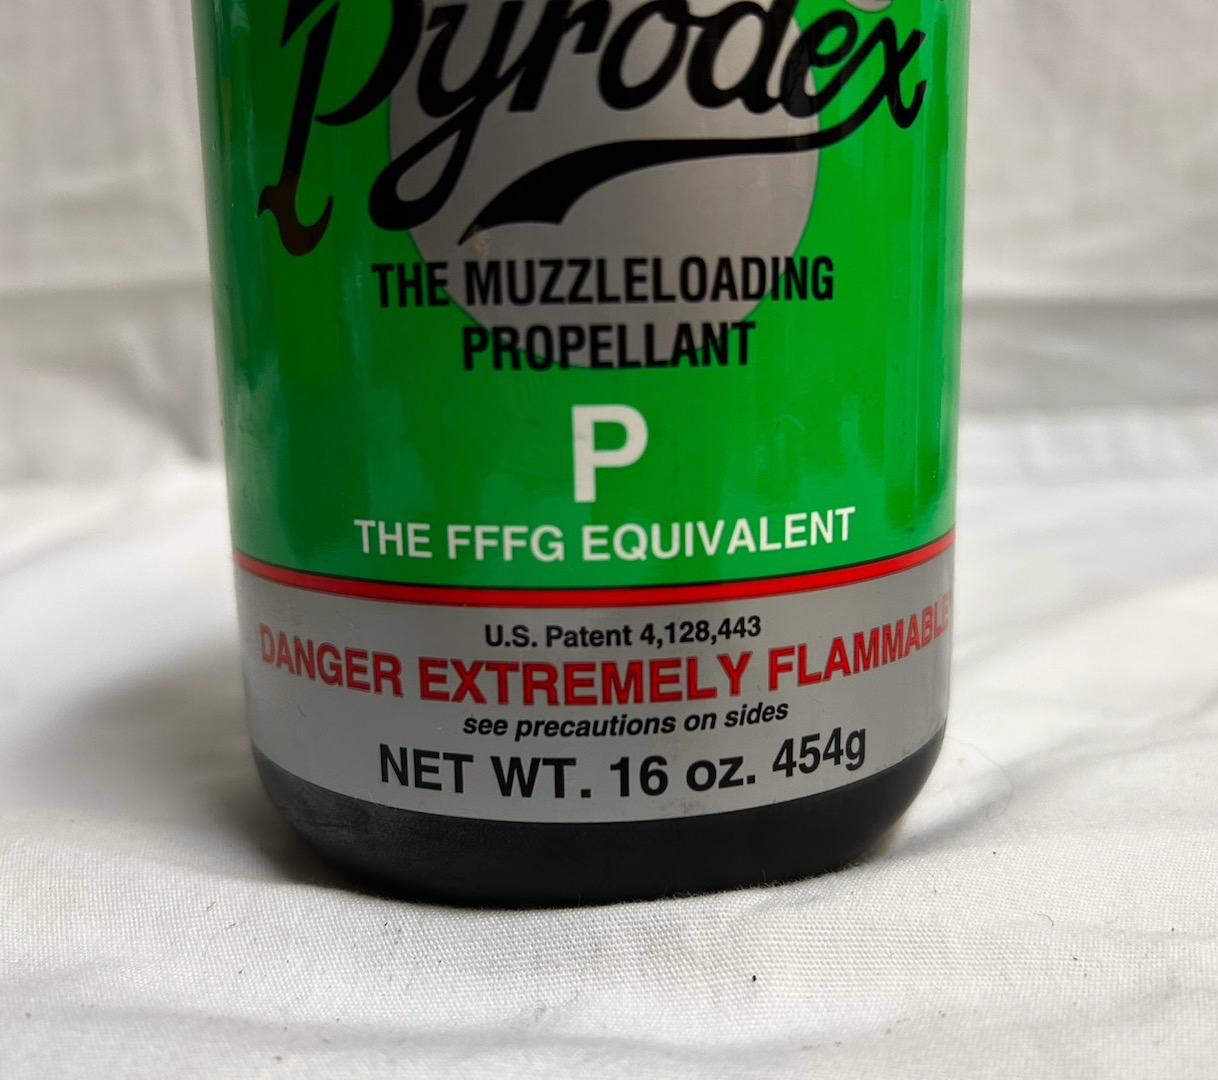 Pyrodex
THE MUZZLELOADING
PROPELLANT
P
THE FFFG EQUIVALENT
U.S. Patent 4,128,443
DANGER EXTREMELY FLAMMABLE
see precautions on sides
NET WT. 16 oz. 454g